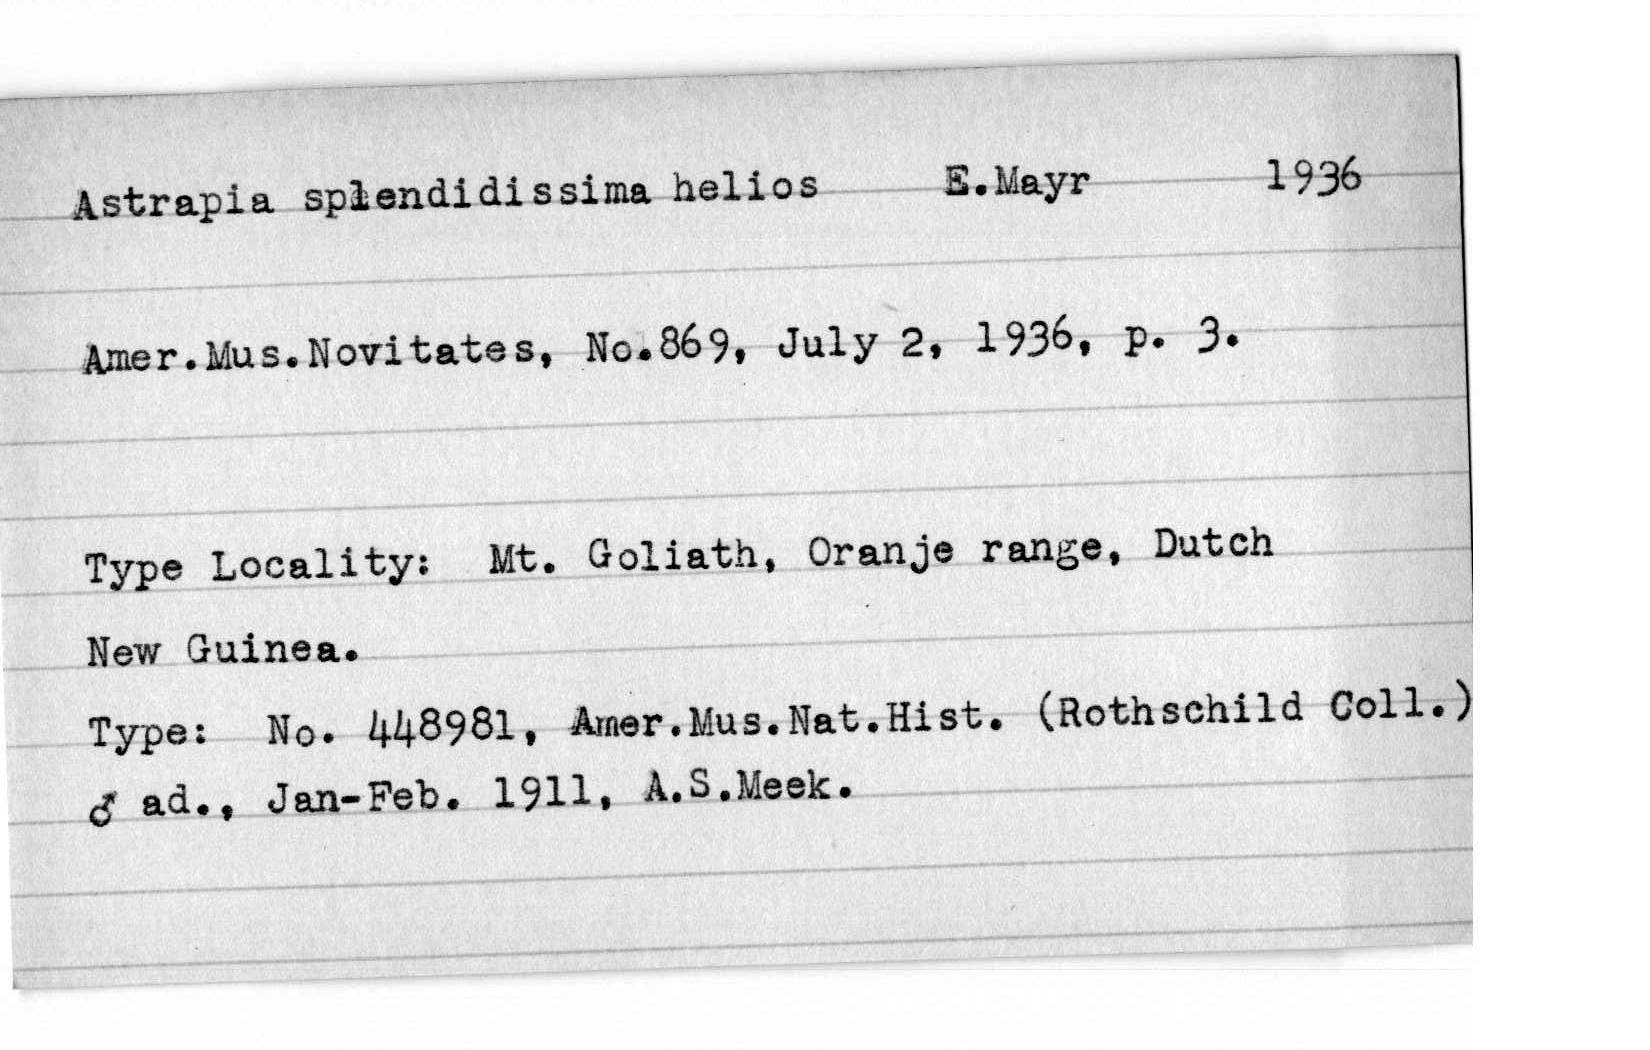 Astrapia splendidissima helios E.Mayr 1936
Amer.Mus.Novitates, No.869, July 2, 1936, p. 3.
Type Locality: Mt. Goliath, Oranje range, Dutch
New Guinea.
Type: No. 448981, Amer.Mus.Nat.Hist. (Rothschild Coll.)
♂ ad., Jan-Feb. 1911, A.S.Meek.